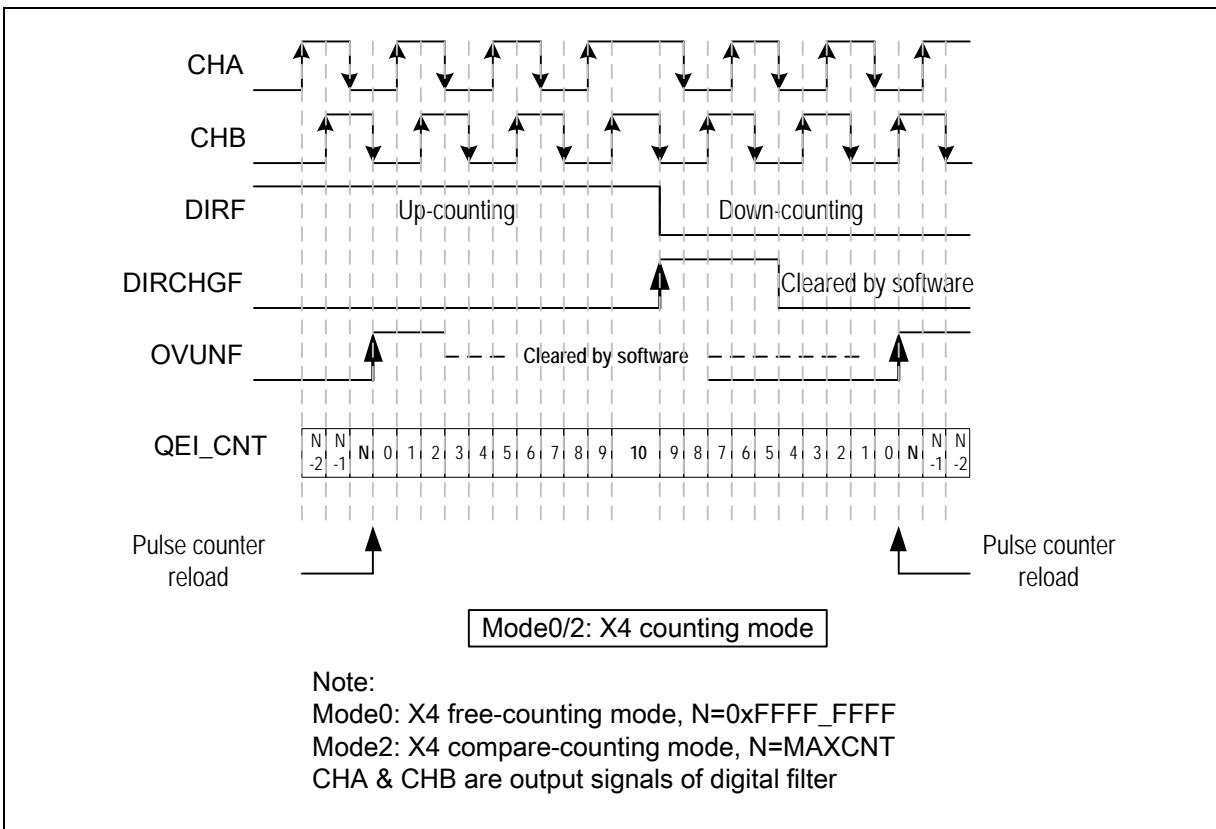 CHA
CHB
DIRF
Up-counting
Down-counting
DIRCHGF
Cleared by software
OVUNF
Cleared by software
QEI_CNT
N-2 N-1 N 0 1 2 3 4 5 6 7 8 9 10 9 8 7 6 5 4 3 2 1 0 N N-1 N-2
Pulse counter
reload
Pulse counter
reload
Mode0/2: X4 counting mode
Note:
Mode0: X4 free-counting mode, N=0xFFFF_FFFF
Mode2: X4 compare-counting mode, N=MAXCNT
CHA & CHB are output signals of digital filter